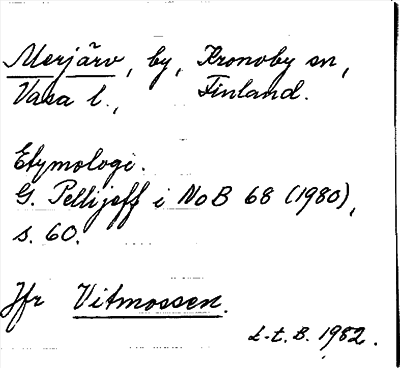 Merjärv, by, Kronoby sn,
Vasa l., Finland.
Etymologi.
G. Pellijeff i NoB 68 (1980),
s. 60.
Jfr Vitmossen.
L-t. B. 1982.